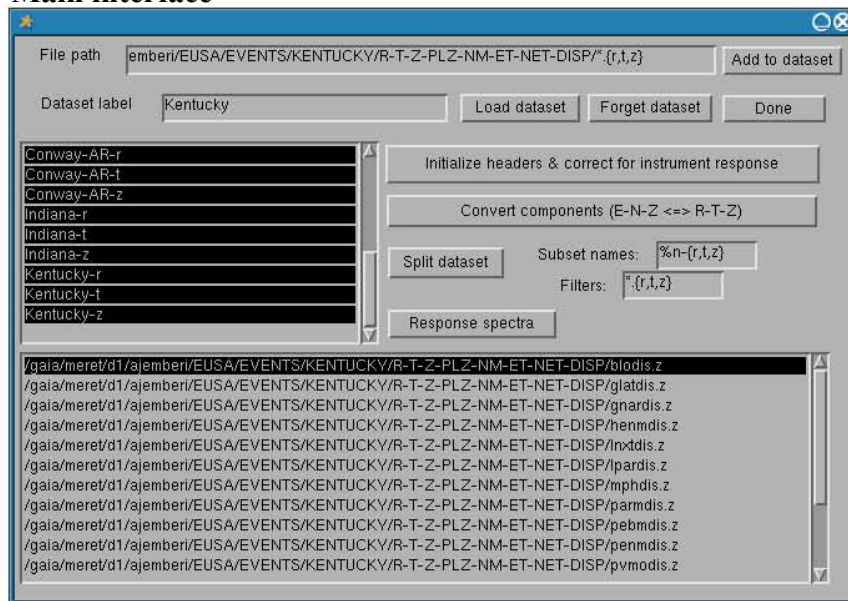 Main interface
File path emberi/EUSA/EVENTS/KENTUCKY/R-T-Z-PLZ-NM-ET-NET-DISP/*.{r,t,z} Add to dataset
Dataset label Kentucky Load dataset Forget dataset Done
Conway-AR-r
Conway-AR-t
Conway-AR-z
Indiana-r
Indiana-t
Indiana-z
Kentucky-r
Kentucky-t
Kentucky-z
Initialize headers & correct for instrument response
Convert components (E-N-Z <=> R-T-Z)
Split dataset Subset names: %n-{r,t,z}
Filters: *.{r,t,z}
Response spectra
/gaia/meret/d1/ajemberi/EUSA/EVENTS/KENTUCKY/R-T-Z-PLZ-NM-ET-NET-DISP/blodis.z
/gaia/meret/d1/ajemberi/EUSA/EVENTS/KENTUCKY/R-T-Z-PLZ-NM-ET-NET-DISP/glatdis.z
/gaia/meret/d1/ajemberi/EUSA/EVENTS/KENTUCKY/R-T-Z-PLZ-NM-ET-NET-DISP/gnardis.z
/gaia/meret/d1/ajemberi/EUSA/EVENTS/KENTUCKY/R-T-Z-PLZ-NM-ET-NET-DISP/henmdis.z
/gaia/meret/d1/ajemberi/EUSA/EVENTS/KENTUCKY/R-T-Z-PLZ-NM-ET-NET-DISP/lnxtdis.z
/gaia/meret/d1/ajemberi/EUSA/EVENTS/KENTUCKY/R-T-Z-PLZ-NM-ET-NET-DISP/lpardis.z
/gaia/meret/d1/ajemberi/EUSA/EVENTS/KENTUCKY/R-T-Z-PLZ-NM-ET-NET-DISP/mphdis.z
/gaia/meret/d1/ajemberi/EUSA/EVENTS/KENTUCKY/R-T-Z-PLZ-NM-ET-NET-DISP/parmdis.z
/gaia/meret/d1/ajemberi/EUSA/EVENTS/KENTUCKY/R-T-Z-PLZ-NM-ET-NET-DISP/pebmdis.z
/gaia/meret/d1/ajemberi/EUSA/EVENTS/KENTUCKY/R-T-Z-PLZ-NM-ET-NET-DISP/penmdis.z
/gaia/meret/d1/ajemberi/EUSA/EVENTS/KENTUCKY/R-T-Z-PLZ-NM-ET-NET-DISP/pvmodis.z